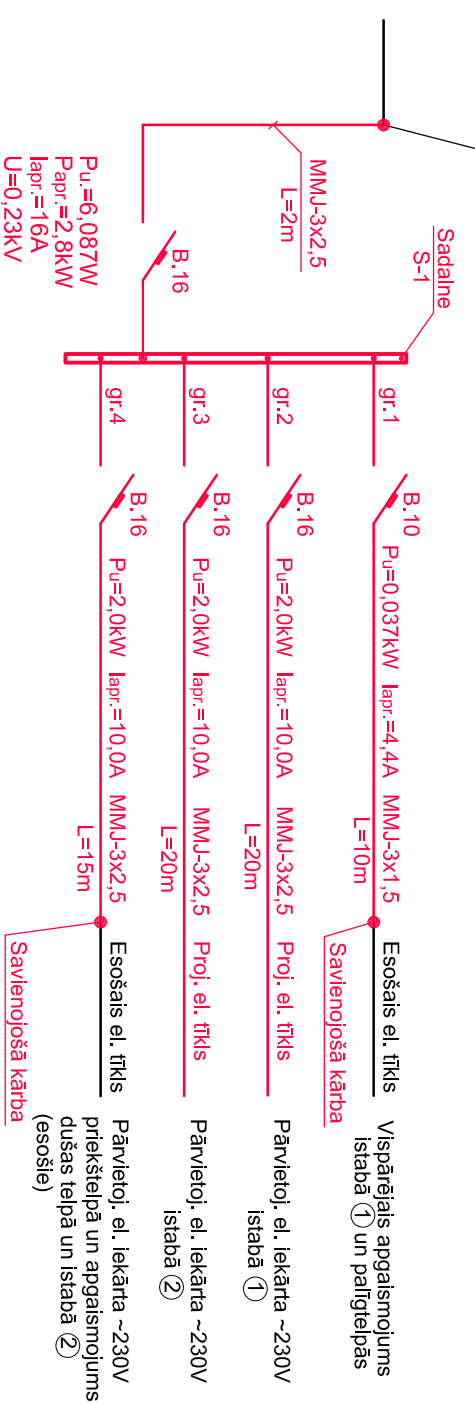 Sadalne
S-1
MMJ-3x2,5
L=2m
B.16
Pu.=6,087W
Papr.=2,8kW
Iapr.=16A
U=0,23kV
gr.1
B.10
Pu=0,037kW Iapr.=4,4A MMJ-3x1,5
L=10m
Savienojošā kārba
Esošais el. tīkls
Vispārējais apgaismojums
istabā 1 un palīgtelpās
gr.2
B.16
Pu=2,0kW Iapr.=10,0A MMJ-3x2,5
L=20m
Proj. el. tīkls
Pārvietoj. el. iekārta ~230V
istabā 1
gr.3
B.16
Pu=2,0kW Iapr.=10,0A MMJ-3x2,5
L=20m
Proj. el. tīkls
Pārvietoj. el. iekārta ~230V
istabā 2
gr.4
B.16
Pu=2,0kW Iapr.=10,0A MMJ-3x2,5
L=15m
Savienojošā kārba
Esošais el. tīkls
Pārvietoj. el. iekārta ~230V
priekštelpā un apgaismojums
dušas telpā un istabā 2
(esošie)